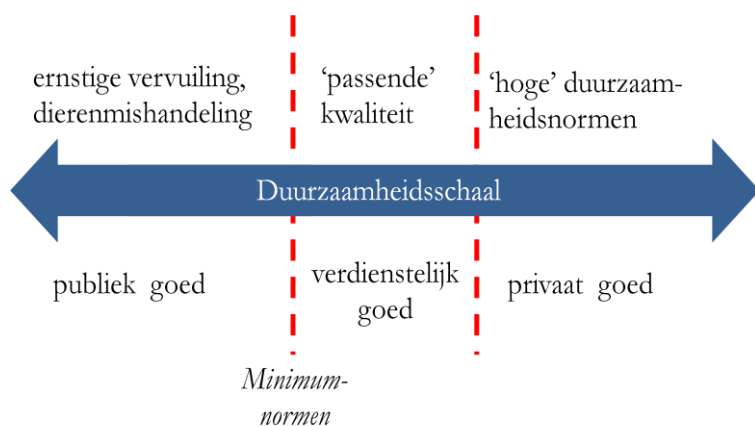 ernstige vervuiling,
dierenmishandeling
‘passende’
kwaliteit
‘hoge’ duurzaam-
heidsnormen
Duurzaamheidsschaal
publiek goed
verdienstelijk
goed
privaat goed
Minimum-
normen